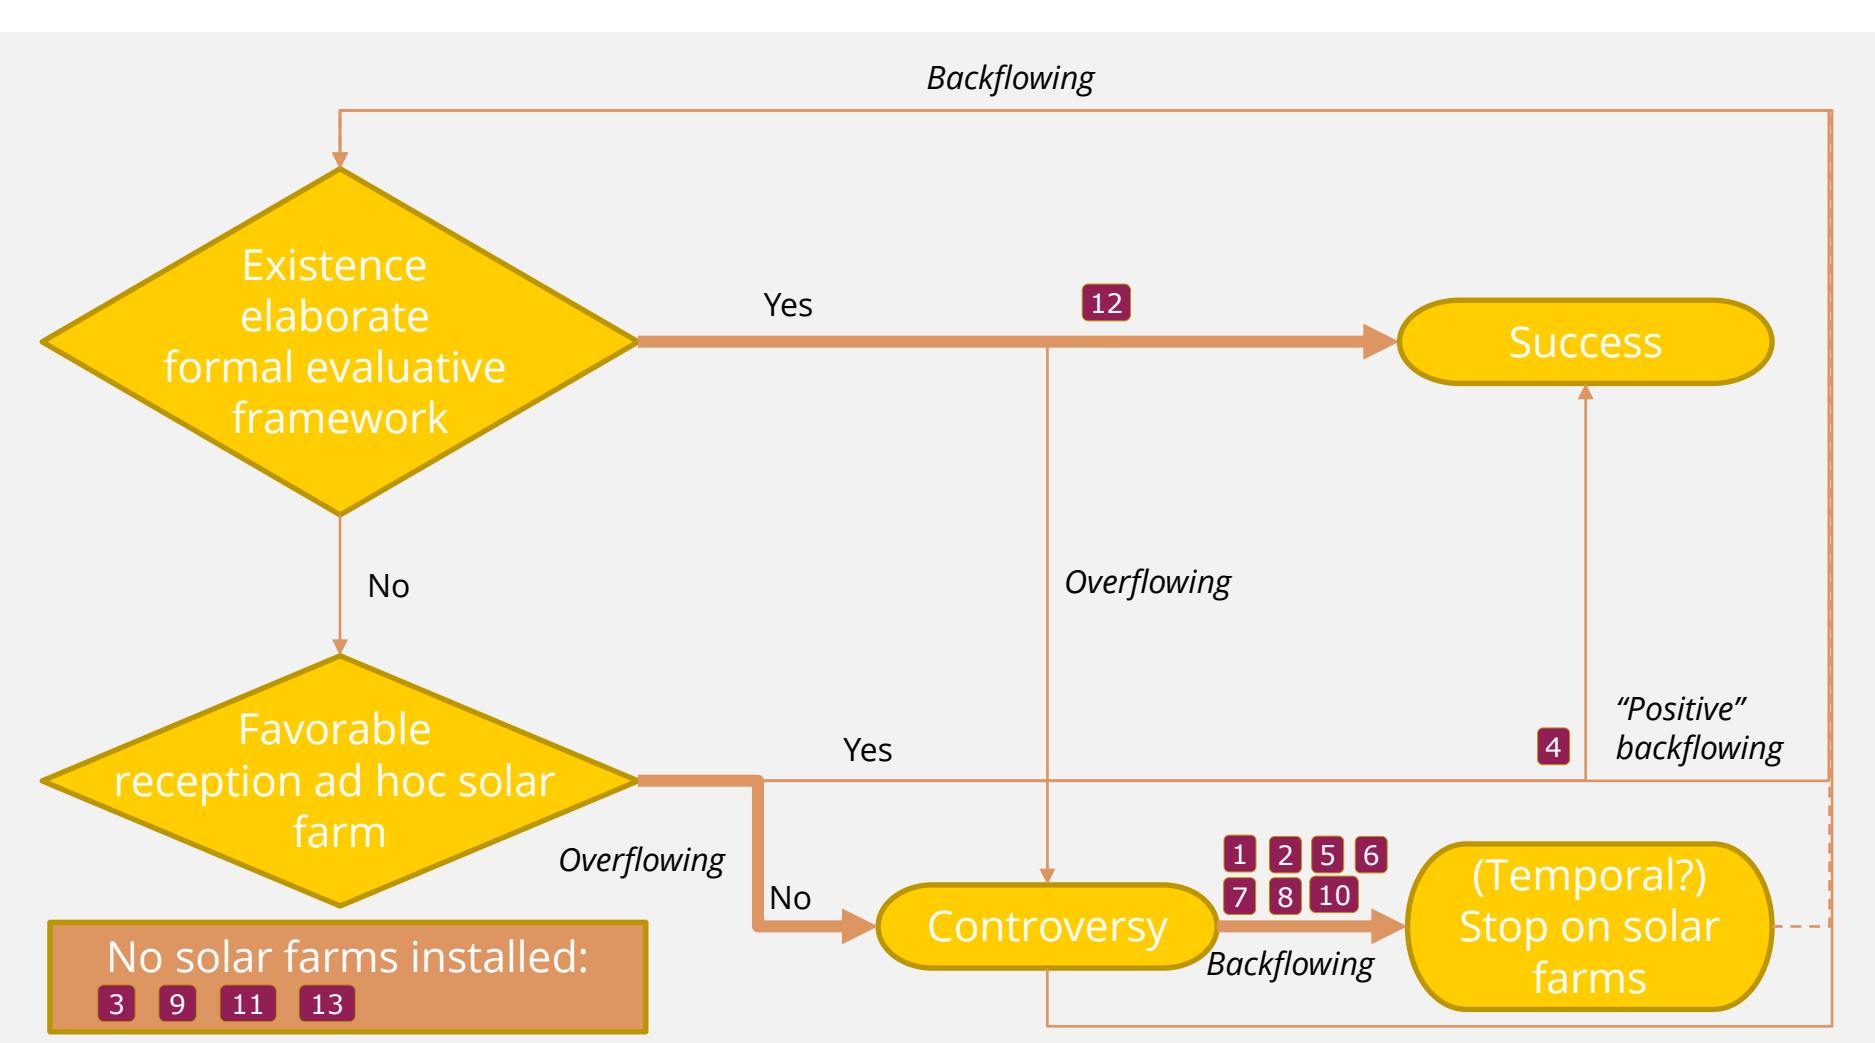 Backflowing
Existence
elaborate
formal evaluative
framework
Yes
12
Success
No
Overflowing
Favorable
reception ad hoc solar
farm
Yes
4
“Positive”
backflowing
Overflowing
No
Controversy
1 2 5 6
7 8 10
Backflowing
(Temporal?)
Stop on solar
farms
No solar farms installed:
3 9 11 13